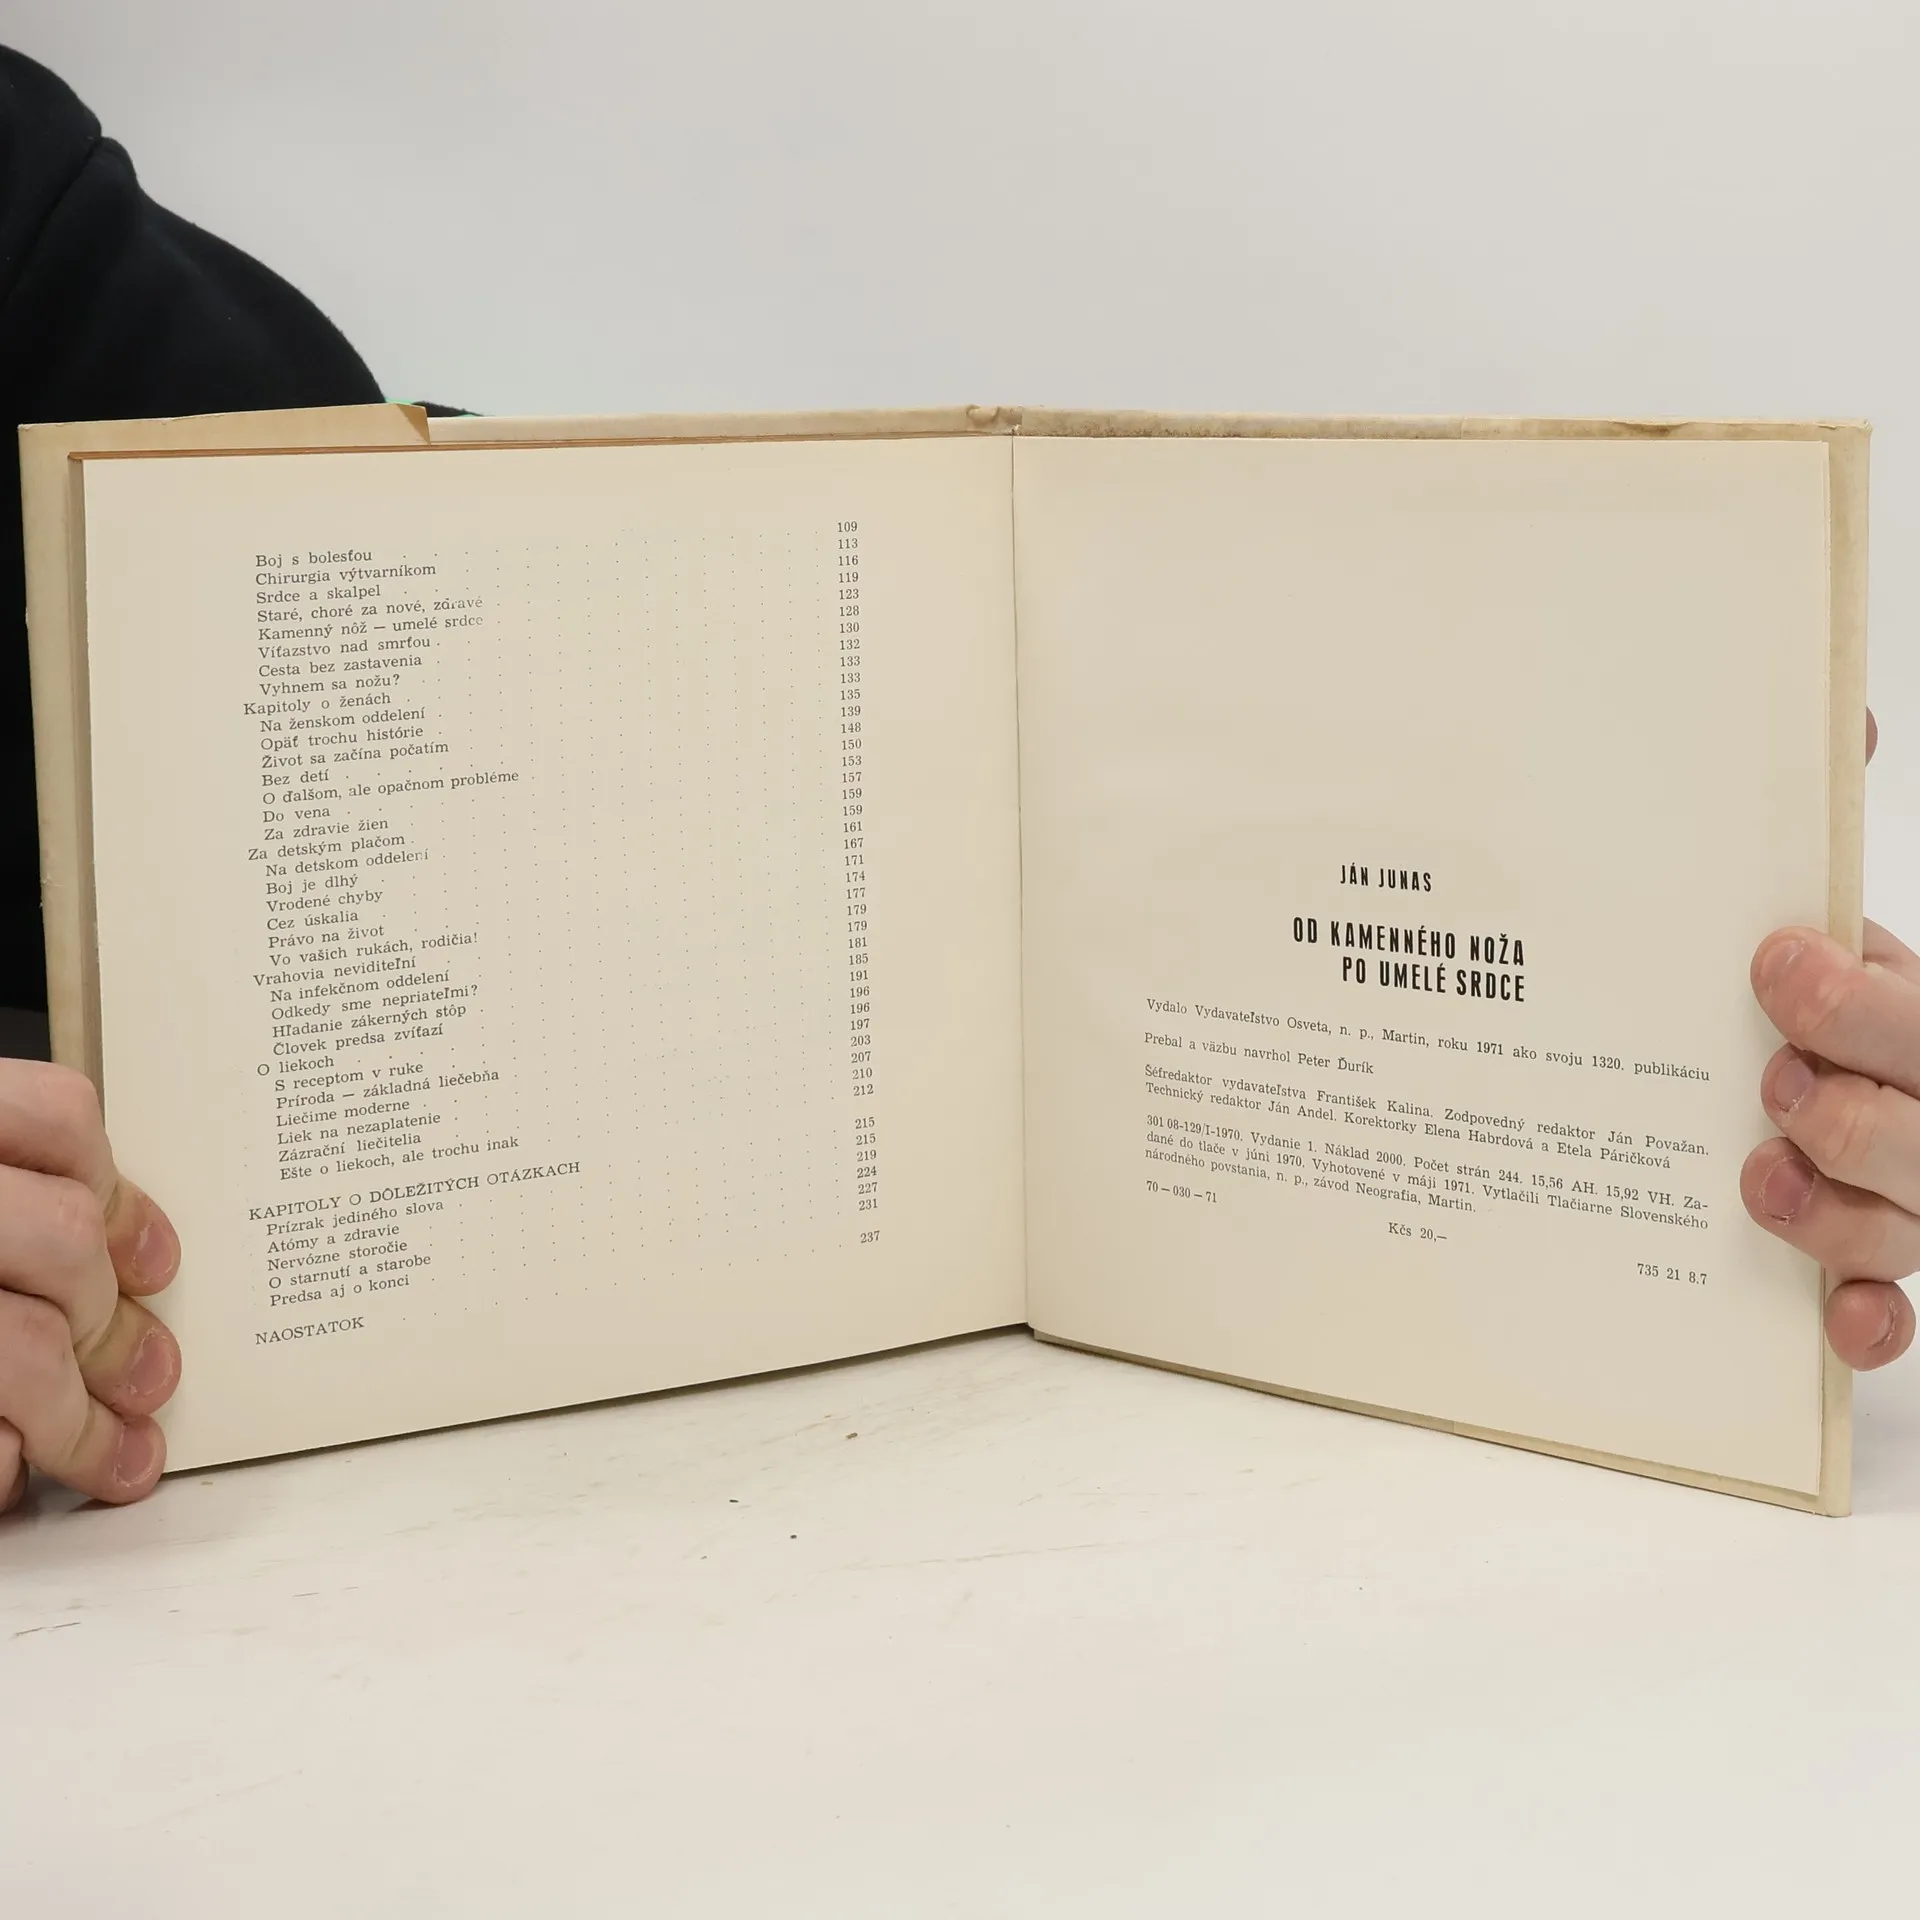 Boj s bolesťou 109
Chirurgia výtvarníkom 113
Srdce a skalpel 116
Staré, choré za nové, zdravé 119
Kamenný nôž — umelé srdce 123
Víťazstvo nad smrťou 128
Cesta bez zastavenia 130
Vyhnem sa nožu? 132
Kapitoly o ženách 133
Na ženskom oddelení 133
Opäť trochu histórie 135
Život sa začína počatím 139
Bez detí 148
O ďalšom, ale opačnom probléme 150
Do vena 153
Za zdravie žien 157
Za detským plačom 159
Na detskom oddelení 159
Boj je dlhý 161
Vrodené chyby 167
Cez úskalia 171
Právo na život 174
Vo vašich rukách, rodičia! 177
Vrahovia neviditeľní 179
Na infekčnom oddelení 179
Odkedy sme nepriateľmi? 181
Hľadanie zákerných stôp 185
Človek predsa zvíťazí 191
O liekoch 196
S receptom v ruke 196
Príroda — základná liečebňa 197
Liečime moderne 203
Liek na nezaplatenie 207
Zázrační liečitelia 210
Ešte o liekoch, ale trochu inak 212
KAPITOLY O DÔLEŽITÝCH OTÁZKACH 215
Prízrak jediného slova 215
Atómy a zdravie 219
Nervózne storočie 224
O starnutí a starobe 227
Predsa aj o konci 231
NAOSTATOK 237
JÁN JUNAS
OD KAMENNÉHO NOŽA
PO UMELÉ SRDCE
Vydalo Vydavateľstvo Osveta, n. p., Martin, roku 1971 ako svoju 1320. publikáciu
Prebal a väzbu navrhol Peter Ďurík
Šéfredaktor vydavateľstva František Kalina. Zodpovedný redaktor Ján Považan.
Technický redaktor Ján Andel. Korektorky Elena Habrdová a Etela Páričková
301 08-129/I-1970. Vydanie 1. Náklad 2000. Počet strán 244. 15,56 AH. 15,92 VH. Za-
dané do tlače v júni 1970. Vyhotovené v máji 1971. Vytlačili Tlačiarne Slovenského
národného povstania, n. p., závod Neografia, Martin.
70 — 030 — 71
Kčs 20,—
735 21 8.7